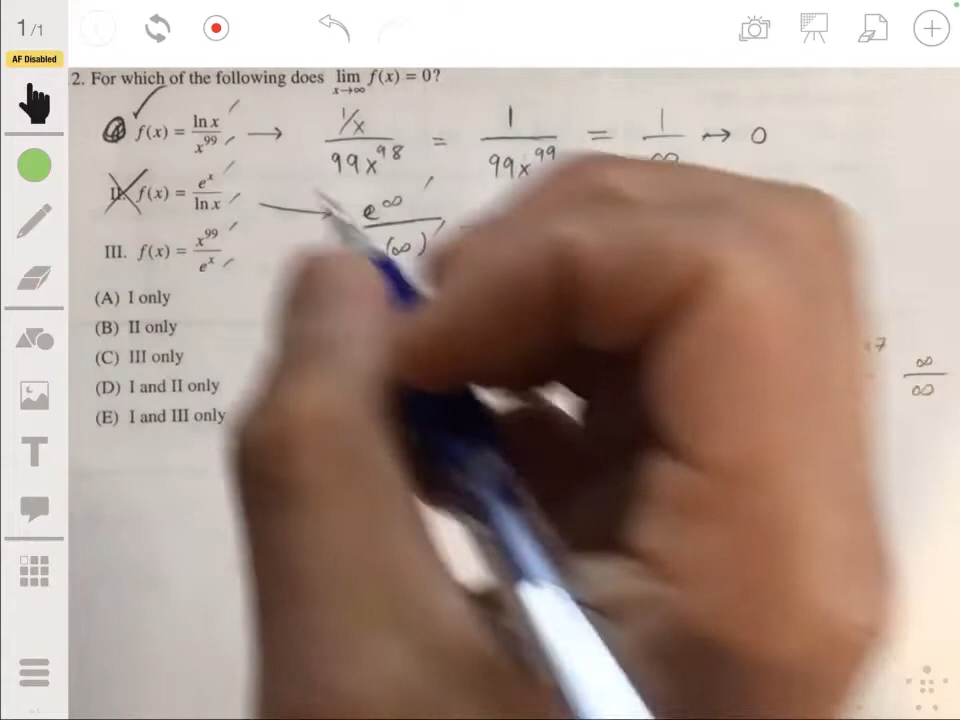 1/1
AF Disabled
2. For which of the following does lim x→∞ f(x) = 0?
I. f(x) = ln x / x^99 → (1/x) / (99x^98) = 1 / (99x^99) = 1/∞ → 0
II. f(x) = e^x / ln x → e^∞ / (∞)
III. f(x) = x^99 / e^x
(A) I only
(B) II only
(C) III only
(D) I and II only
(E) I and III only
∞/∞
T